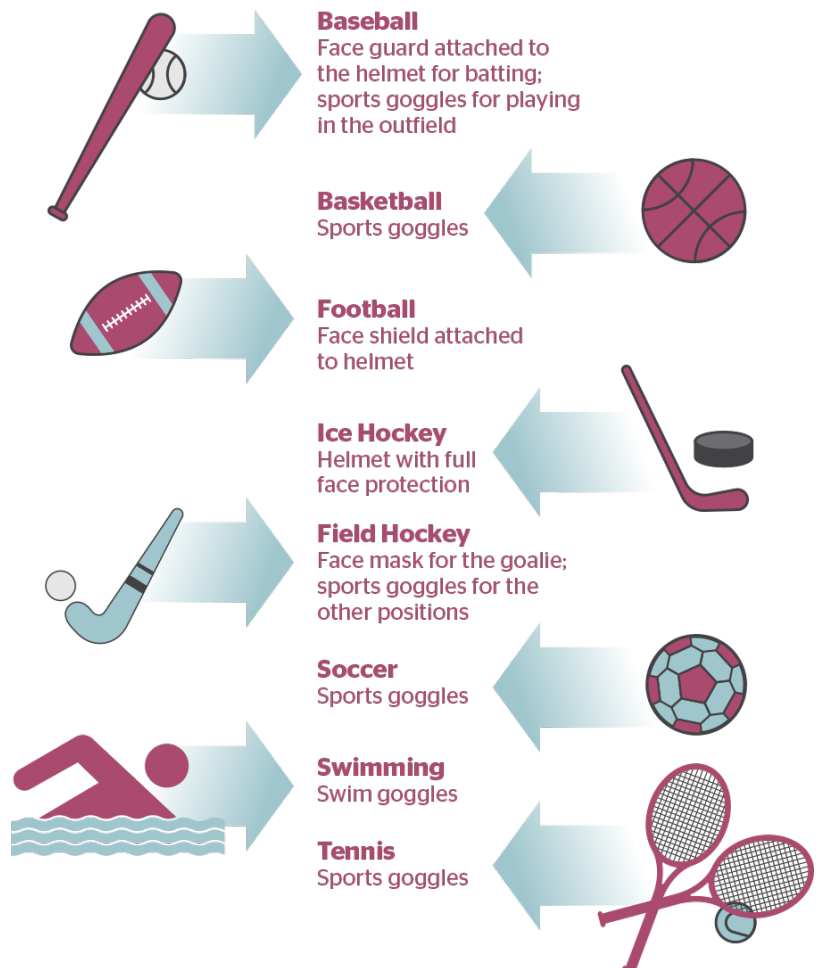 Baseball
Face guard attached to
the helmet for batting;
sports goggles for playing
in the outfield
Basketball
Sports goggles
Football
Face shield attached
to helmet
Ice Hockey
Helmet with full
face protection
Field Hockey
Face mask for the goalie;
sports goggles for the
other positions
Soccer
Sports goggles
Swimming
Swim goggles
Tennis
Sports goggles